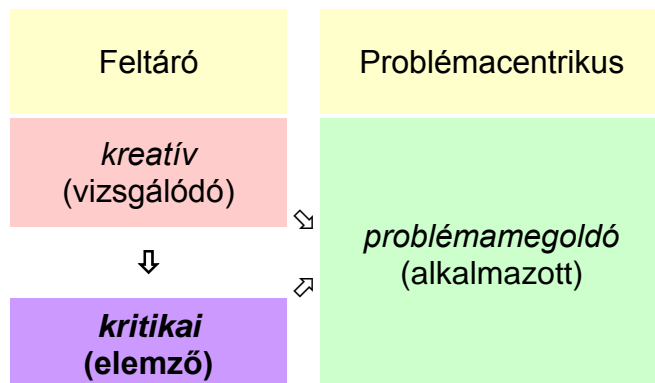 Feltáró
Problémacentrikus
kreatív
(vizsgálódó)
problémamegoldó
(alkalmazott)
kritikai
(elemző)